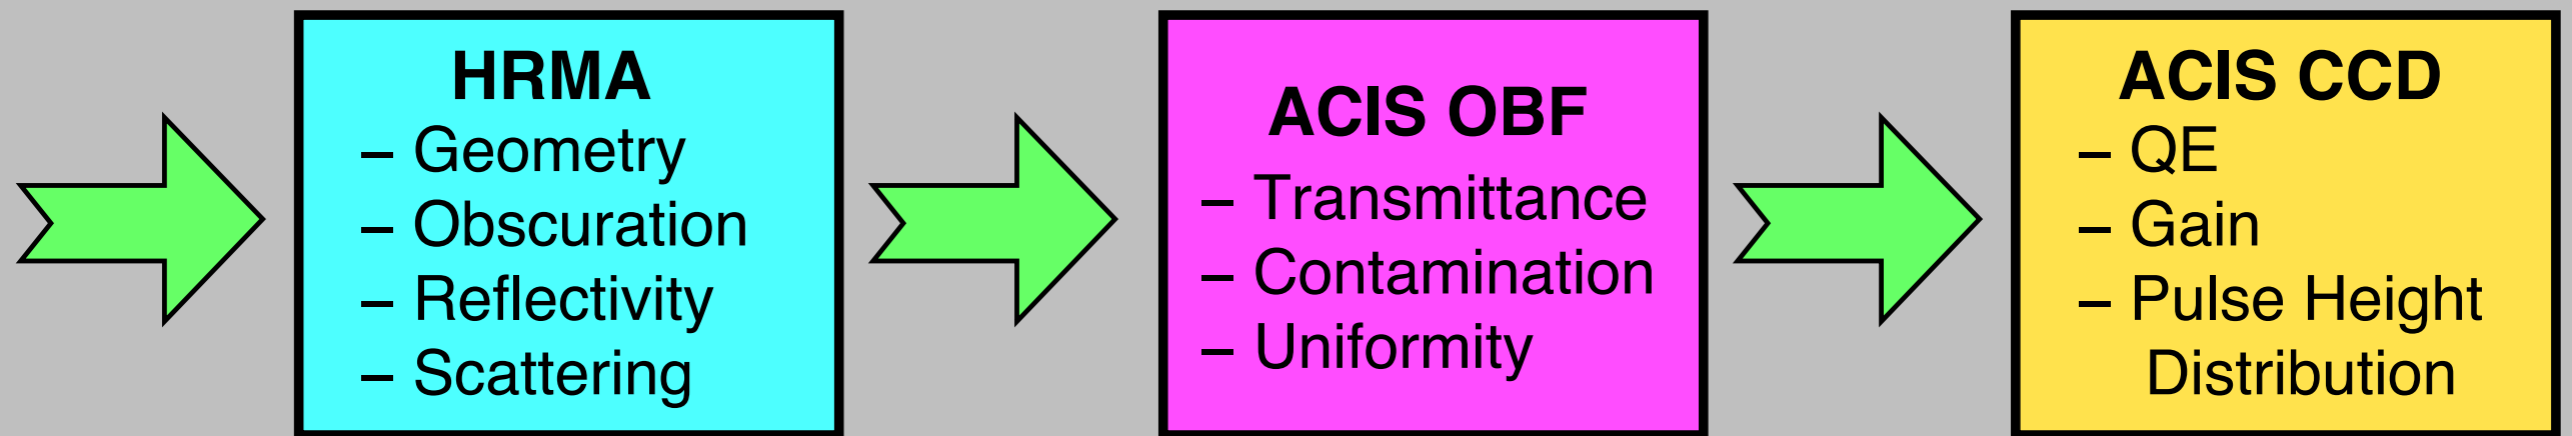 HRMA
– Geometry
– Obscuration
– Reflectivity
– Scattering
ACIS OBF
– Transmittance
– Contamination
– Uniformity
ACIS CCD
– QE
– Gain
– Pulse Height
Distribution